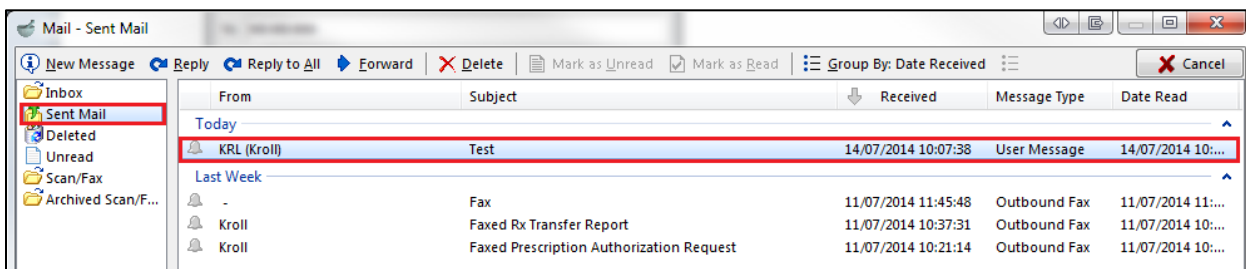 Mail - Sent Mail
New Message Reply Reply to All Forward Delete Mark as Unread Mark as Read Group By: Date Received Cancel
Inbox
Sent Mail
Deleted
Unread
Scan/Fax
Archived Scan/F...
From Subject Received Message Type Date Read
Today
KRL (Kroll) Test 14/07/2014 10:07:38 User Message 14/07/2014 10:...
Last Week
- Fax 11/07/2014 11:45:48 Outbound Fax 11/07/2014 11:...
Kroll Faxed Rx Transfer Report 11/07/2014 10:37:31 Outbound Fax 11/07/2014 10:...
Kroll Faxed Prescription Authorization Request 11/07/2014 10:21:14 Outbound Fax 11/07/2014 10:...